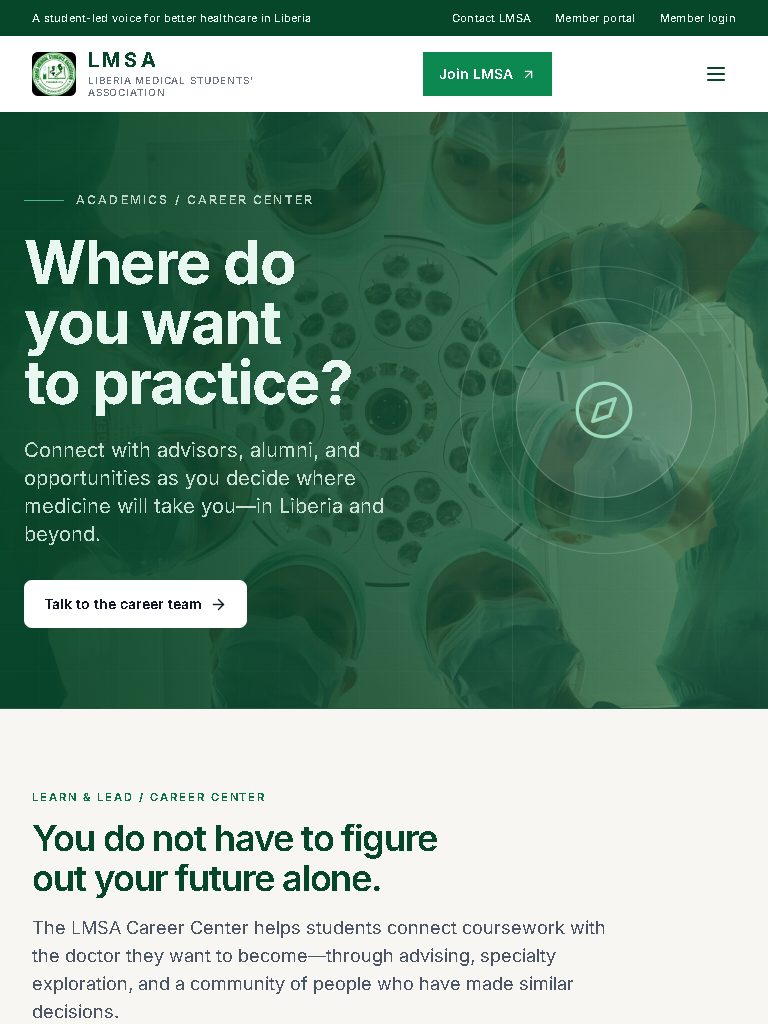 A student-led voice for better healthcare in Liberia
Contact LMSA
Member portal
Member login
LMSA
LIBERIA MEDICAL STUDENTS'
ASSOCIATION
Join LMSA
ACADEMICS / CAREER CENTER
Where do
you want
to practice?
Connect with advisors, alumni, and
opportunities as you decide where
medicine will take you—in Liberia and
beyond.
Talk to the career team
LEARN & LEAD / CAREER CENTER
You do not have to figure
out your future alone.
The LMSA Career Center helps students connect coursework with
the doctor they want to become—through advising, specialty
exploration, and a community of people who have made similar
decisions.